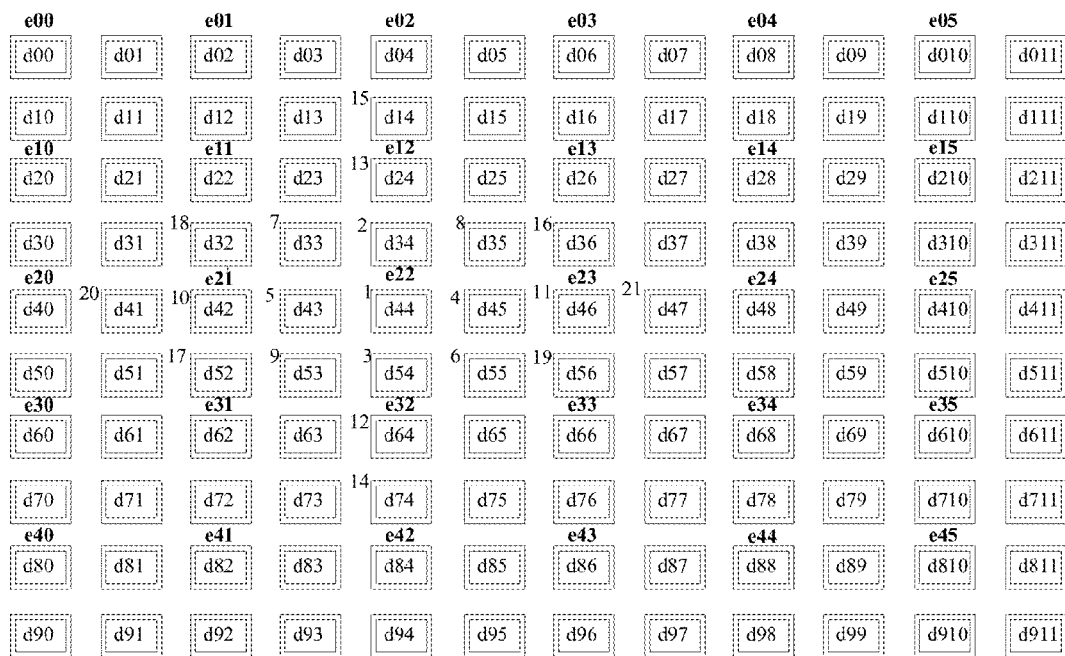 e00 e01 e02 e03 e04 e05
d00 d01 d02 d03 d04 d05 d06 d07 d08 d09 d010 d011
15
d10 d11 d12 d13 d14 d15 d16 d17 d18 d19 d110 d111
e10 e11 e12 e13 e14 e15
13
d20 d21 d22 d23 d24 d25 d26 d27 d28 d29 d210 d211
18 7 2 8 16
d30 d31 d32 d33 d34 d35 d36 d37 d38 d39 d310 d311
e20 e21 e22 e23 e24 e25
20 10 5 1 4 11 21
d40 d41 d42 d43 d44 d45 d46 d47 d48 d49 d410 d411
17 9 3 6 19
d50 d51 d52 d53 d54 d55 d56 d57 d58 d59 d510 d511
e30 e31 e32 e33 e34 e35
12
d60 d61 d62 d63 d64 d65 d66 d67 d68 d69 d610 d611
14
d70 d71 d72 d73 d74 d75 d76 d77 d78 d79 d710 d711
e40 e41 e42 e43 e44 e45
d80 d81 d82 d83 d84 d85 d86 d87 d88 d89 d810 d811
d90 d91 d92 d93 d94 d95 d96 d97 d98 d99 d910 d911